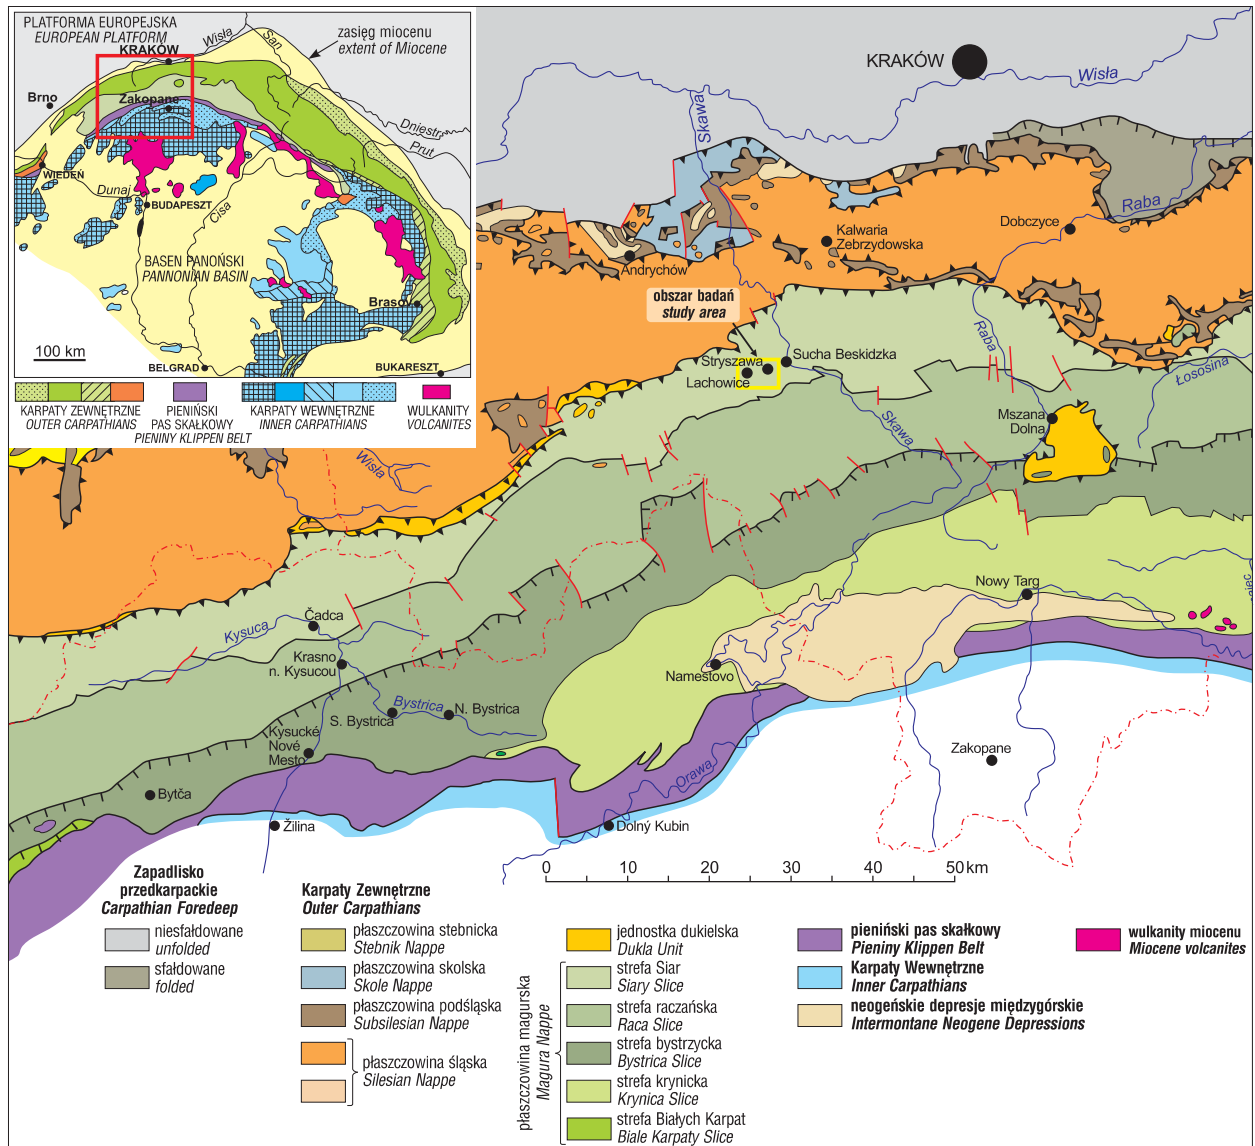 PLATFORMA EUROPEJSKA
EUROPEAN PLATFORM
KRAKÓW
Wisła
San
zasięg miocenu
extent of Miocene
Brno
Zakopane
Dniestr
Prut
WIEDEŃ
Dunaj
BUDAPESZT
Cisa
BASEN PANOŃSKI
PANNONIAN BASIN
Brasov
100 km
BELGRAD
BUKARESZT
KARPATY ZEWNĘTRZNE
OUTER CARPATHIANS
PIENIŃSKI
PAS SKAŁKOWY
PIENINY KLIPPEN BELT
KARPATY WEWNĘTRZNE
INNER CARPATHIANS
WULKANITY
VOLCANITES
KRAKÓW
Wisła
Skawa
Raba
Dobczyce
Kalwaria
Zebrzydowska
Andrychów
obszar badań
study area
Stryszawa
Lachowice
Sucha Beskidzka
Raba
Łososina
Mszana
Dolna
Skawa
Wisła
Nowy Targ
Čadca
Kysuca
Krasno
n. Kysucou
Namestovo
Bystrica
S. Bystrica
N. Bystrica
Kysucké
Nové
Mesto
Zakopane
Orawa
Bytča
Žilina
Dolný Kubin
0 10 20 30 40 50 km
Zapadlisko
przedkarpackie
Carpathian Foredeep
niesfałdowane
unfolded
sfałdowane
folded
Karpaty Zewnętrzne
Outer Carpathians
płaszczowina stebnicka
Stebnik Nappe
płaszczowina skolska
Skole Nappe
płaszczowina podśląska
Subsilesian Nappe
płaszczowina śląska
Silesian Nappe
jednostka dukielska
Dukla Unit
płaszczowina magurska
Magura Nappe
strefa Siar
Siary Slice
strefa raczańska
Raca Slice
strefa bystrzycka
Bystrica Slice
strefa krynicka
Krynica Slice
strefa Białych Karpat
Biale Karpaty Slice
pieniński pas skałkowy
Pieniny Klippen Belt
Karpaty Wewnętrzne
Inner Carpathians
neogeńskie depresje międzygórskie
Intermontane Neogene Depressions
wulkanity miocenu
Miocene volcanites